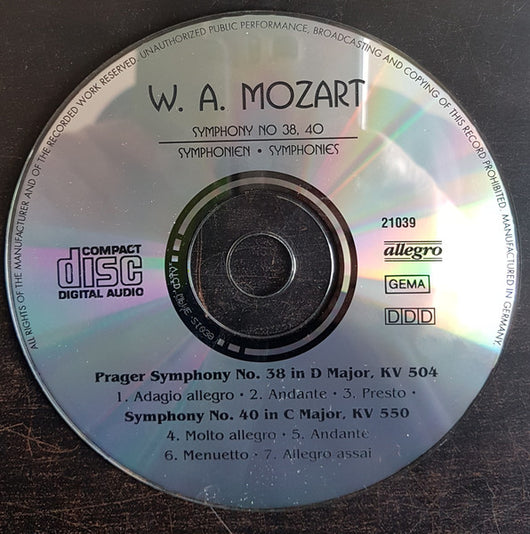 ALL RIGHTS OF THE MANUFACTURER AND OF THE RECORDED WORK RESERVED. UNAUTHORIZED PUBLIC PERFORMANCE, BROADCASTING AND COPYING OF THIS RECORD PROHIBITED. MANUFACTURED IN GERMANY.
W. A. MOZART
SYMPHONY NO 38, 40
SYMPHONIEN • SYMPHONIES
COMPACT
disc
DIGITAL AUDIO
21039
allegro
GEMA
DDD
Prager Symphony No. 38 in D Major, KV 504
1. Adagio allegro • 2. Andante • 3. Presto •
Symphony No. 40 in C Major, KV 550
4. Molto allegro • 5. Andante
6. Menuetto • 7. Allegro assai